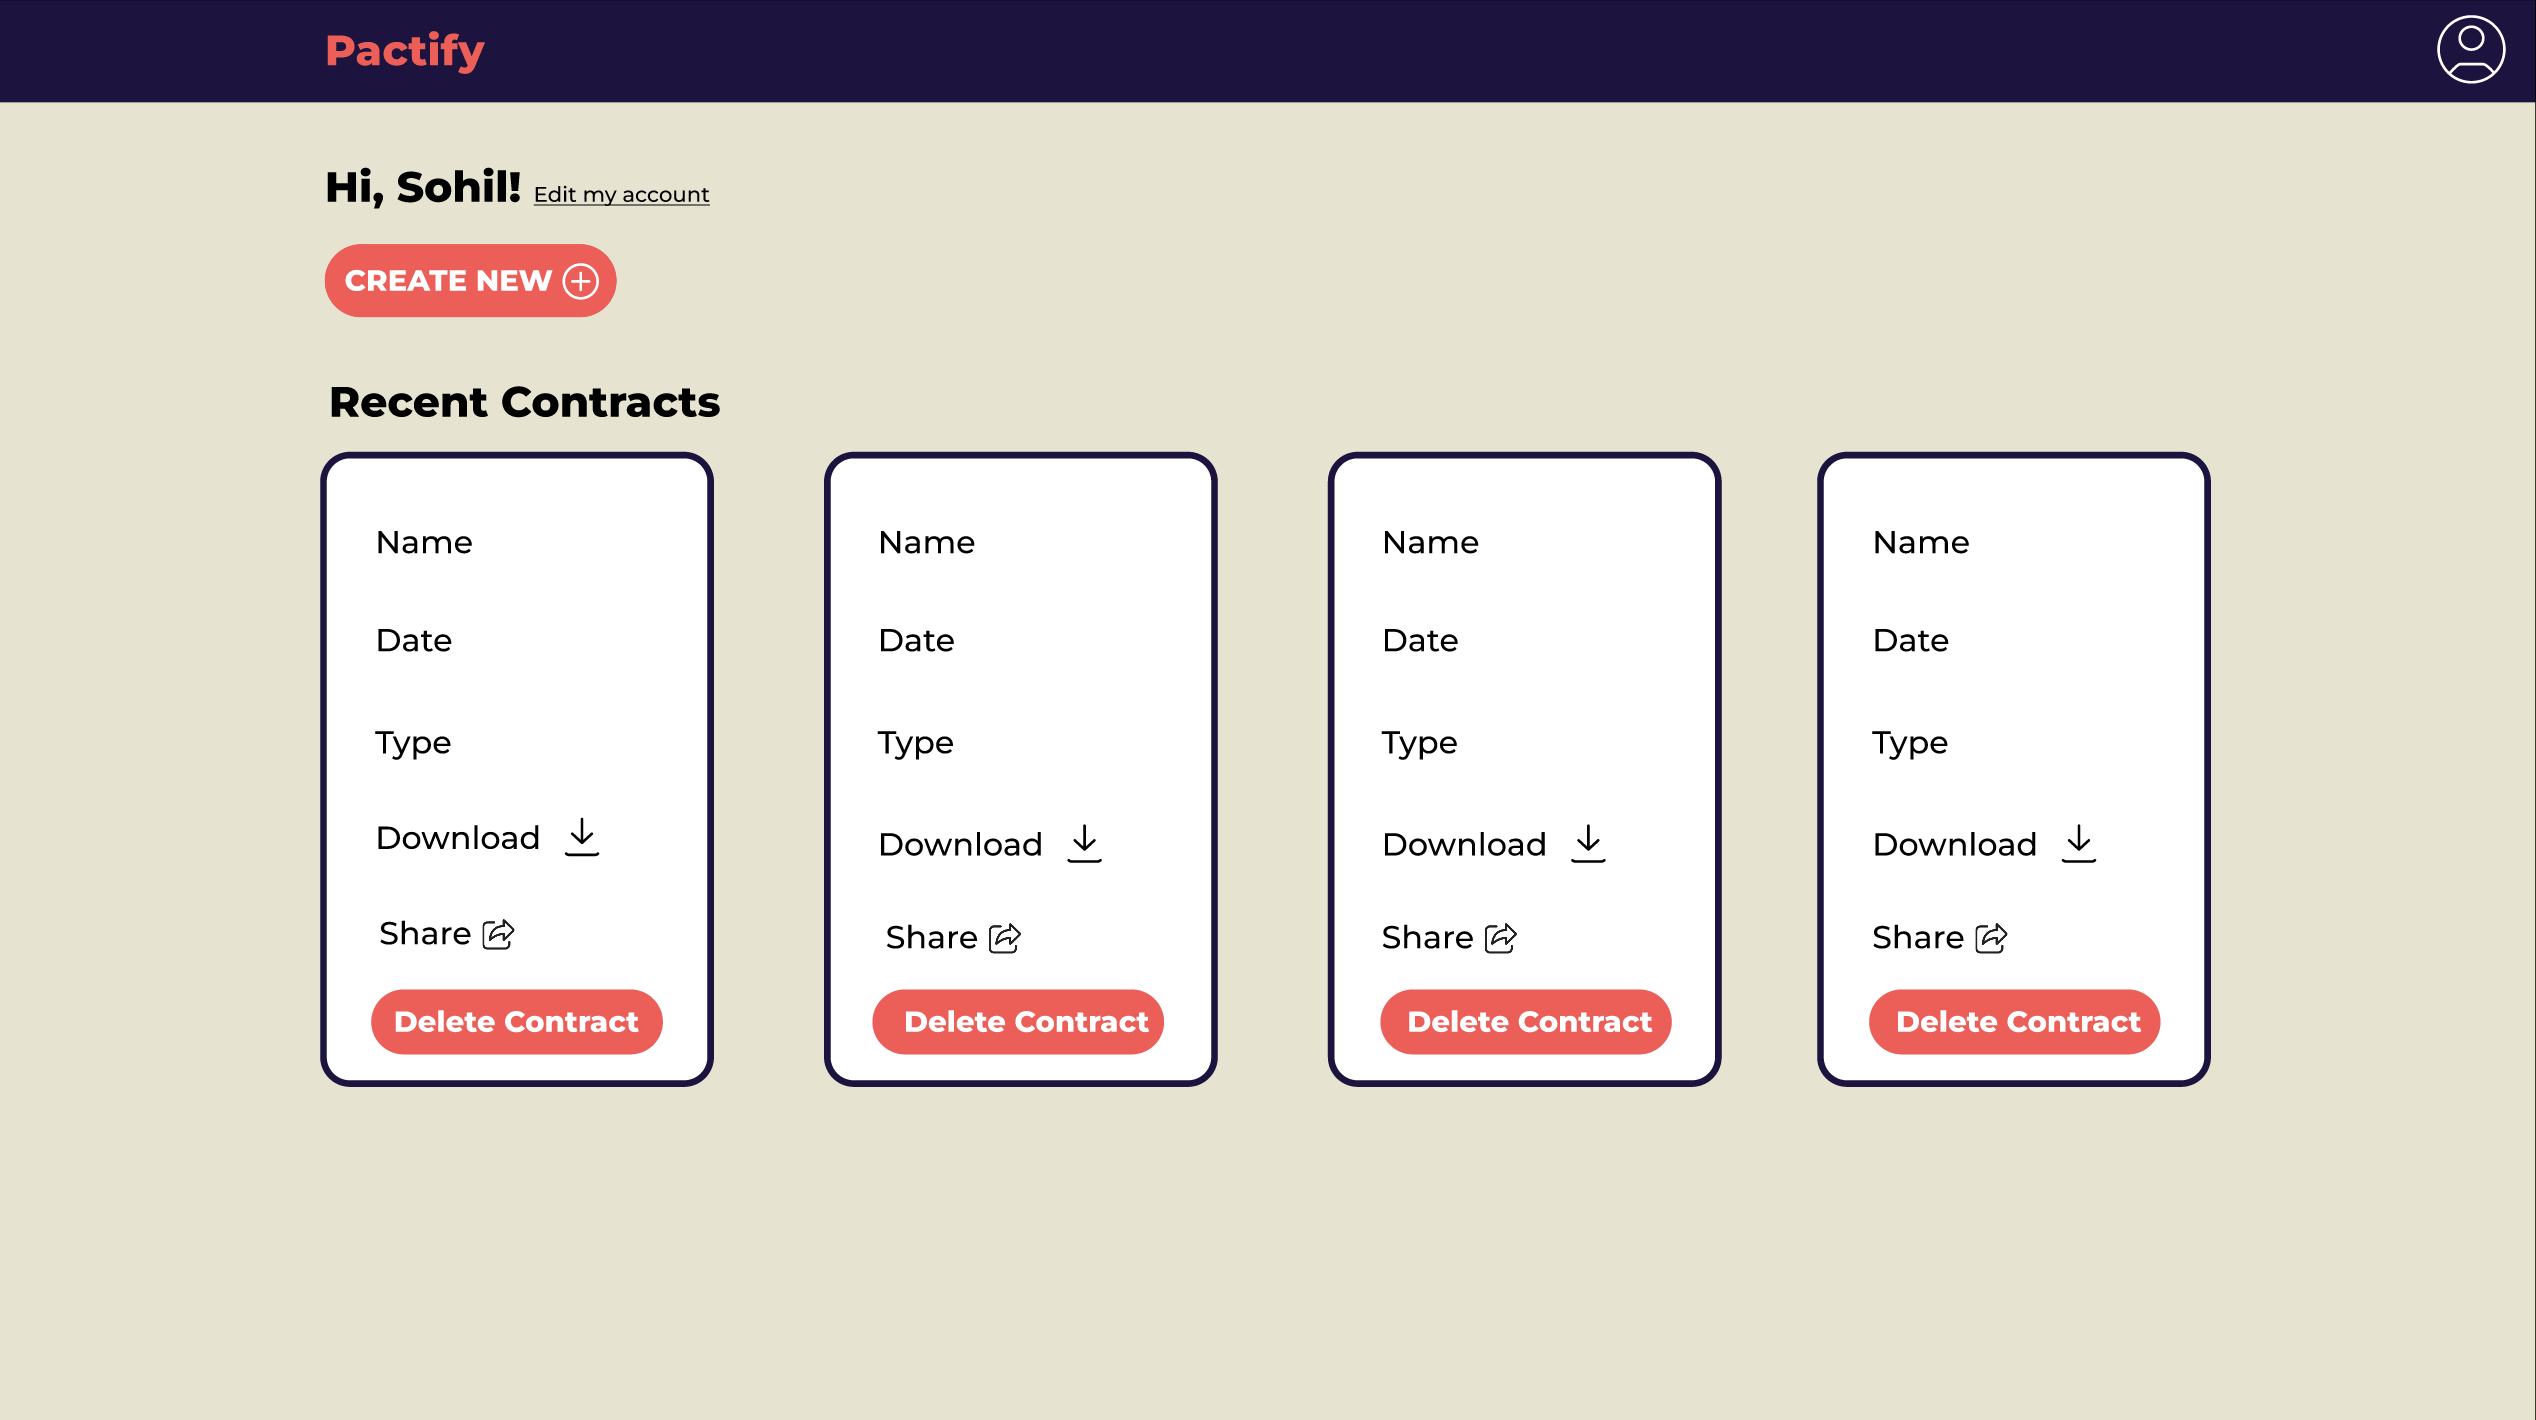 Pactify
Hi, Sohil! Edit my account
CREATE NEW
Recent Contracts
Name
Date
Type
Download
Share
Delete Contract
Name
Date
Type
Download
Share
Delete Contract
Name
Date
Type
Download
Share
Delete Contract
Name
Date
Type
Download
Share
Delete Contract